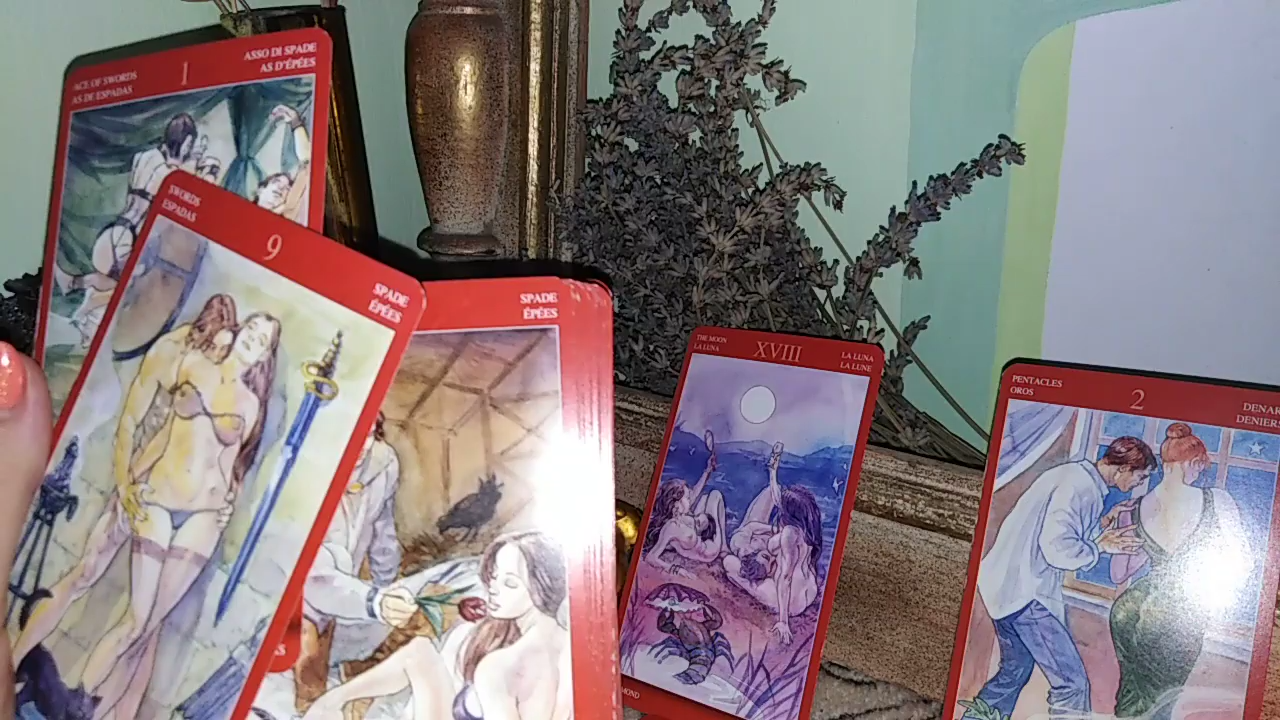 ACE OF SWORDS
AS DE ESPADAS
1
ASSO DI SPADE
AS D'ÉPÉES
SWORDS
ESPADAS
9
SPADE
ÉPÉES
SPADE
ÉPÉES
THE MOON
LA LUNA
XVIII
LA LUNA
LA LUNE
PENTACLES
OROS
2
DENIERS